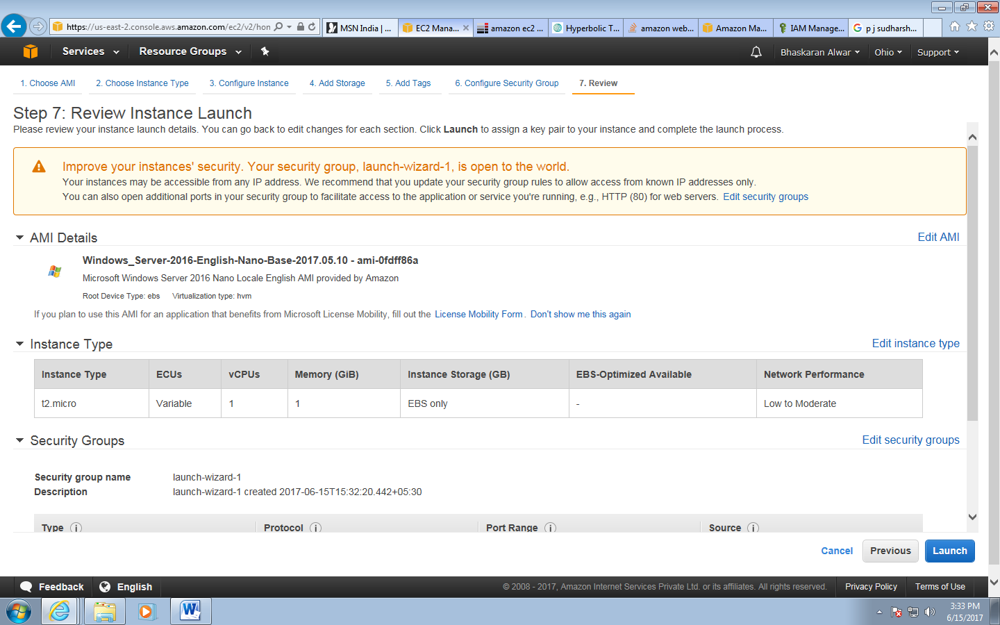 https://us-east-2.console.aws.amazon.com/ec2/v2/hon
MSN India | ...
EC2 Mana...
amazon ec2 ...
Hyperbolic T...
amazon web...
Amazon Ma...
IAM Manage...
p j sudharsh...
Services
Resource Groups
Bhaskaran Alwar
Ohio
Support
1. Choose AMI
2. Choose Instance Type
3. Configure Instance
4. Add Storage
5. Add Tags
6. Configure Security Group
7. Review
Step 7: Review Instance Launch
Please review your instance launch details. You can go back to edit changes for each section. Click Launch to assign a key pair to your instance and complete the launch process.
Improve your instances' security. Your security group, launch-wizard-1, is open to the world.
Your instances may be accessible from any IP address. We recommend that you update your security group rules to allow access from known IP addresses only.
You can also open additional ports in your security group to facilitate access to the application or service you're running, e.g., HTTP (80) for web servers. Edit security groups
AMI Details
Edit AMI
Windows_Server-2016-English-Nano-Base-2017.05.10 - ami-0fdff86a
Microsoft Windows Server 2016 Nano Locale English AMI provided by Amazon
Root Device Type: ebs Virtualization type: hvm
If you plan to use this AMI for an application that benefits from Microsoft License Mobility, fill out the License Mobility Form. Don't show me this again
Instance Type
Edit instance type
Instance Type ECUs vCPUs Memory (GiB) Instance Storage (GB) EBS-Optimized Available Network Performance
t2.micro Variable 1 1 EBS only - Low to Moderate
Security Groups
Edit security groups
Security group name launch-wizard-1
Description launch-wizard-1 created 2017-06-15T15:32:20.442+05:30
Type Protocol Port Range Source
Cancel Previous Launch
Feedback English
© 2008 - 2017, Amazon Internet Services Private Ltd. or its affiliates. All rights reserved.
Privacy Policy Terms of Use
3:33 PM
6/15/2017